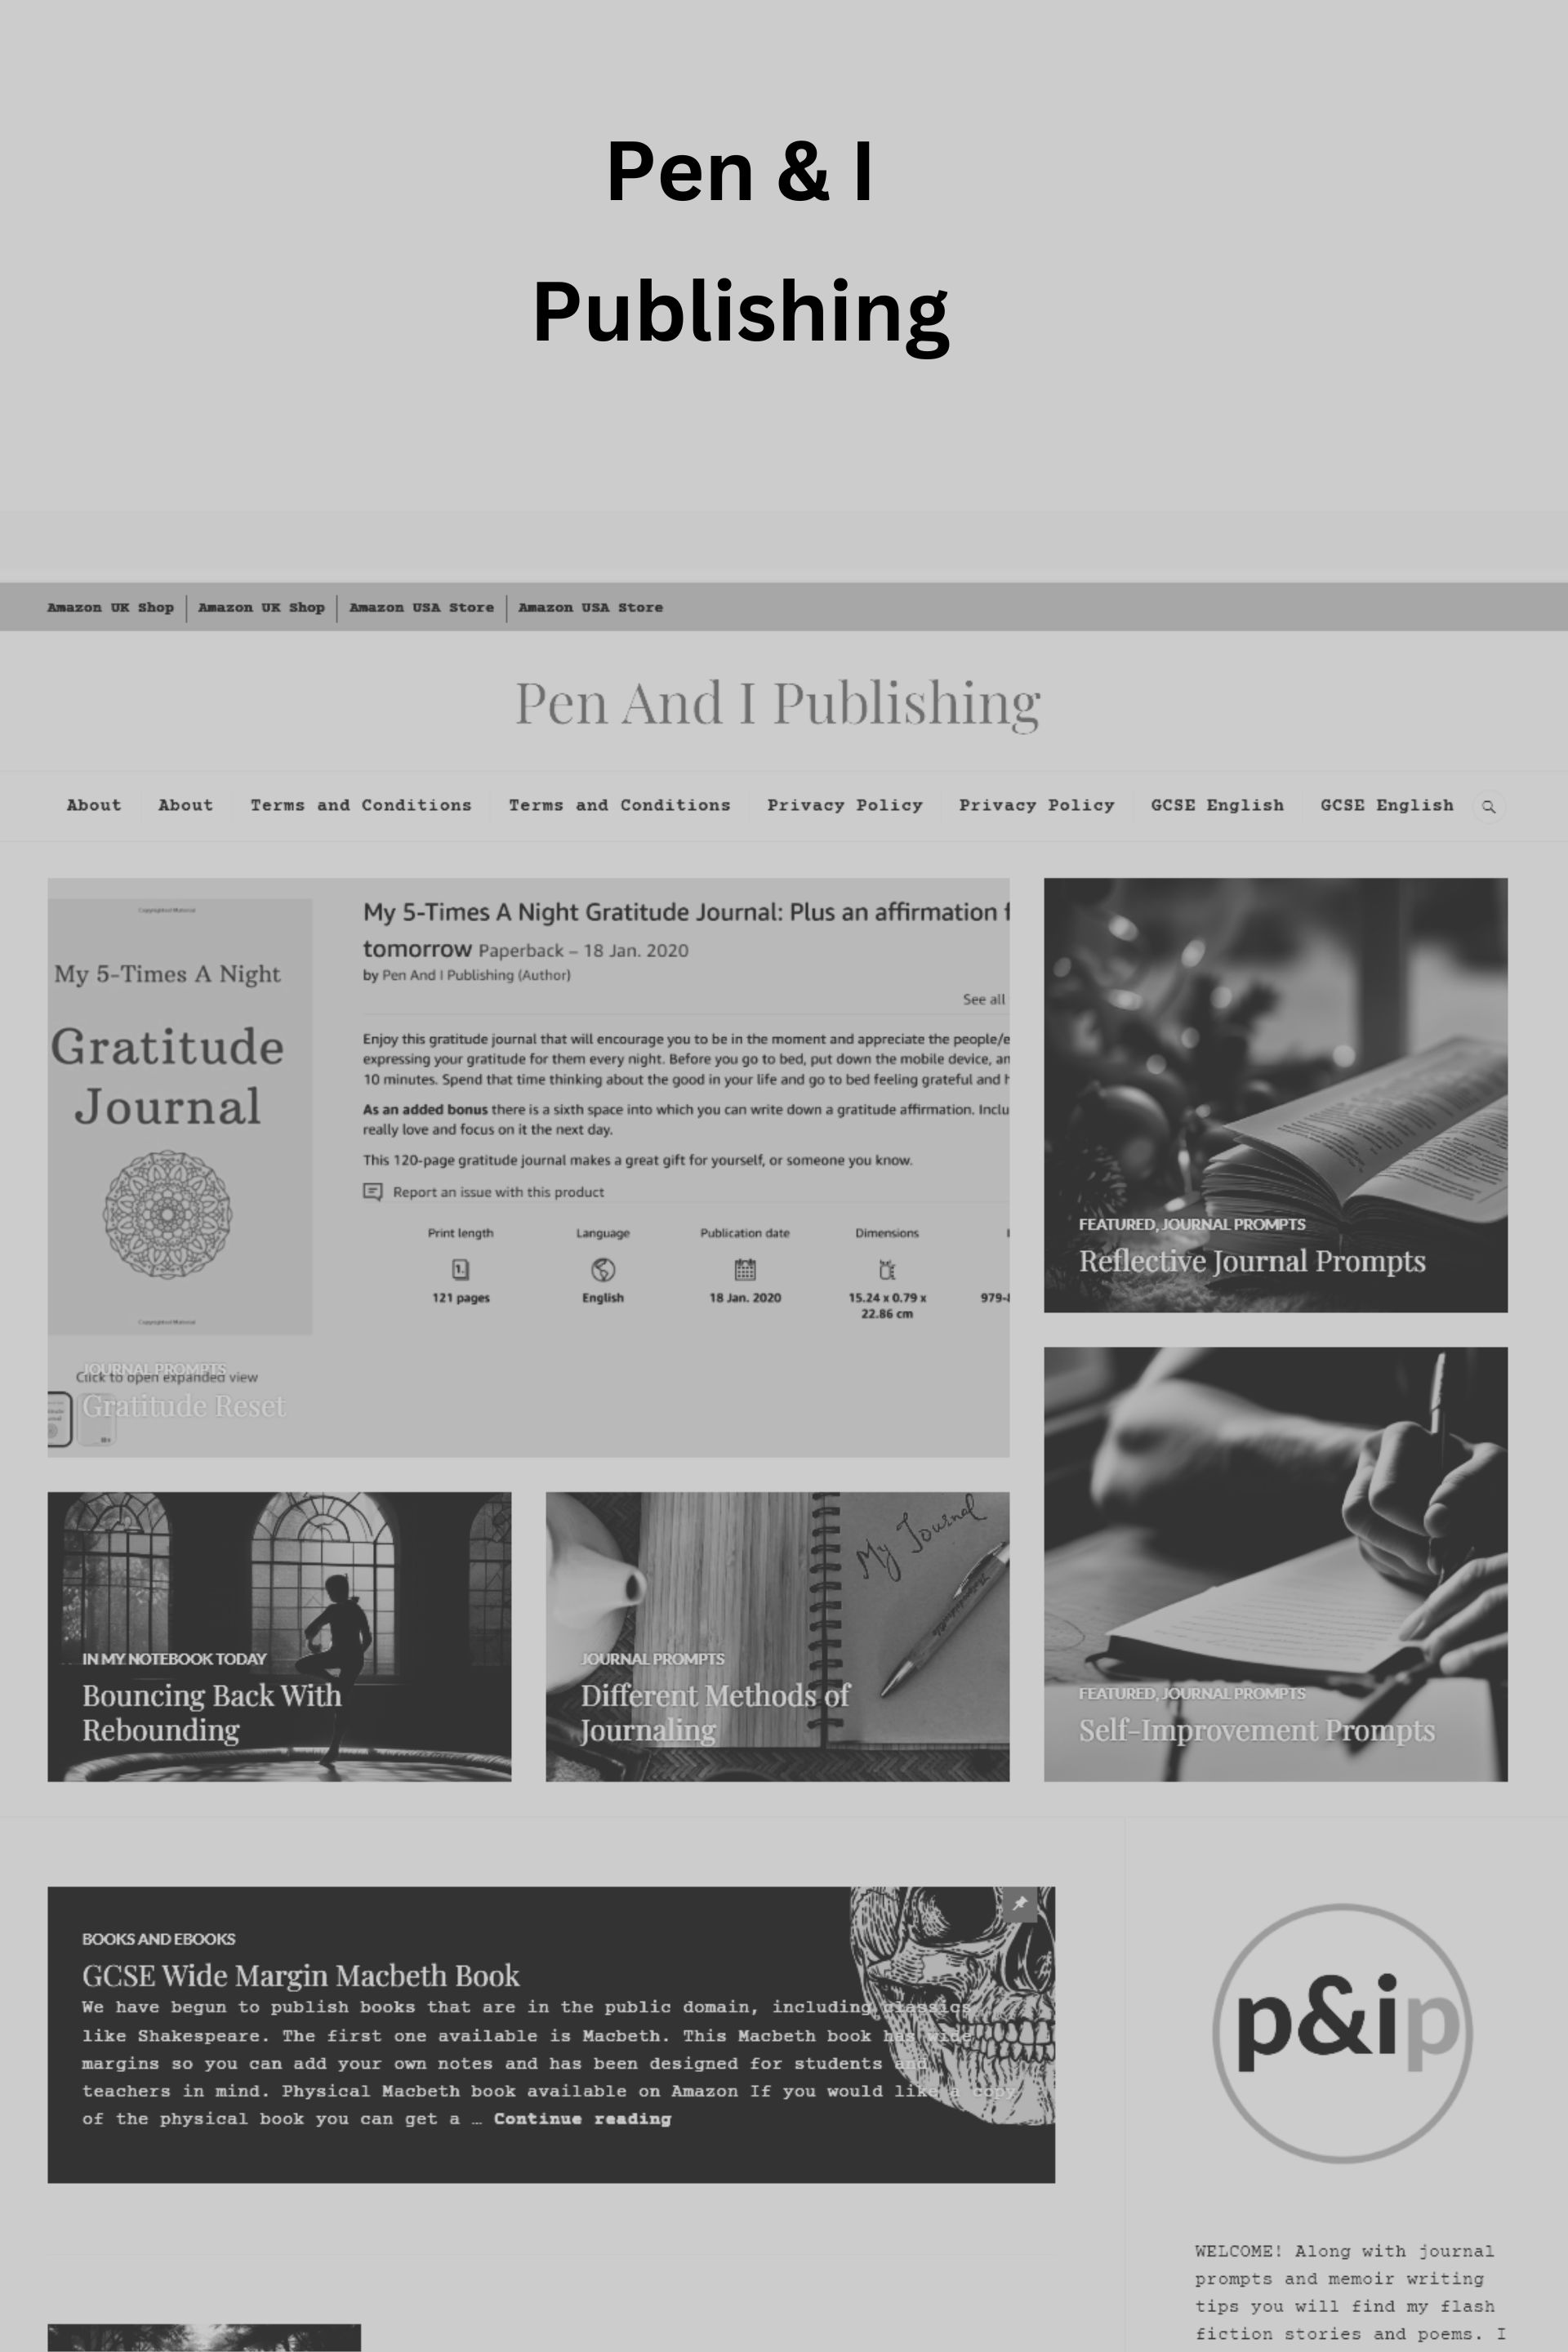 Pen & I
Publishing
Amazon UK Shop
Amazon UK Shop
Amazon USA Store
Amazon USA Store
Pen And I Publishing
About
About
Terms and Conditions
Terms and Conditions
Privacy Policy
Privacy Policy
GCSE English
GCSE English
Copyrighted Material
My 5-Times A Night
Gratitude
Journal
Copyrighted Material
Click to open expanded view
JOURNAL PROMPTS
Gratitude Reset
My 5-Times A Night Gratitude Journal: Plus an affirmation
tomorrow Paperback – 18 Jan. 2020
by Pen And I Publishing (Author)
See all
Enjoy this gratitude journal that will encourage you to be in the moment and appreciate the
expressing your gratitude for them every night. Before you go to bed, put down the mobile device,
10 minutes. Spend that time thinking about the good in your life and go to bed feeling grateful and
As an added bonus there is a sixth space into which you can write down a gratitude affirmation.
really love and focus on it the next day.
This 120-page gratitude journal makes a great gift for yourself, or someone you know.
Report an issue with this product
Print length
Language
Publication date
Dimensions
121 pages
English
18 Jan. 2020
15.24 x 0.79 x
22.86 cm
FEATURED, JOURNAL PROMPTS
Reflective Journal Prompts
IN MY NOTEBOOK TODAY
Bouncing Back With
Rebounding
My Journal
JOURNAL PROMPTS
Different Methods of
Journaling
FEATURED, JOURNAL PROMPTS
Self-Improvement Prompts
BOOKS AND EBOOKS
GCSE Wide Margin Macbeth Book
We have begun to publish books that are in the public domain, including classics
like Shakespeare. The first one available is Macbeth. This Macbeth book has wide
margins so you can add your own notes and has been designed for students and
teachers in mind. Physical Macbeth book available on Amazon If you would like a copy
of the physical book you can get a … Continue reading
p&ip
WELCOME! Along with journal
prompts and memoir writing
tips you will find my flash
fiction stories and poems. I